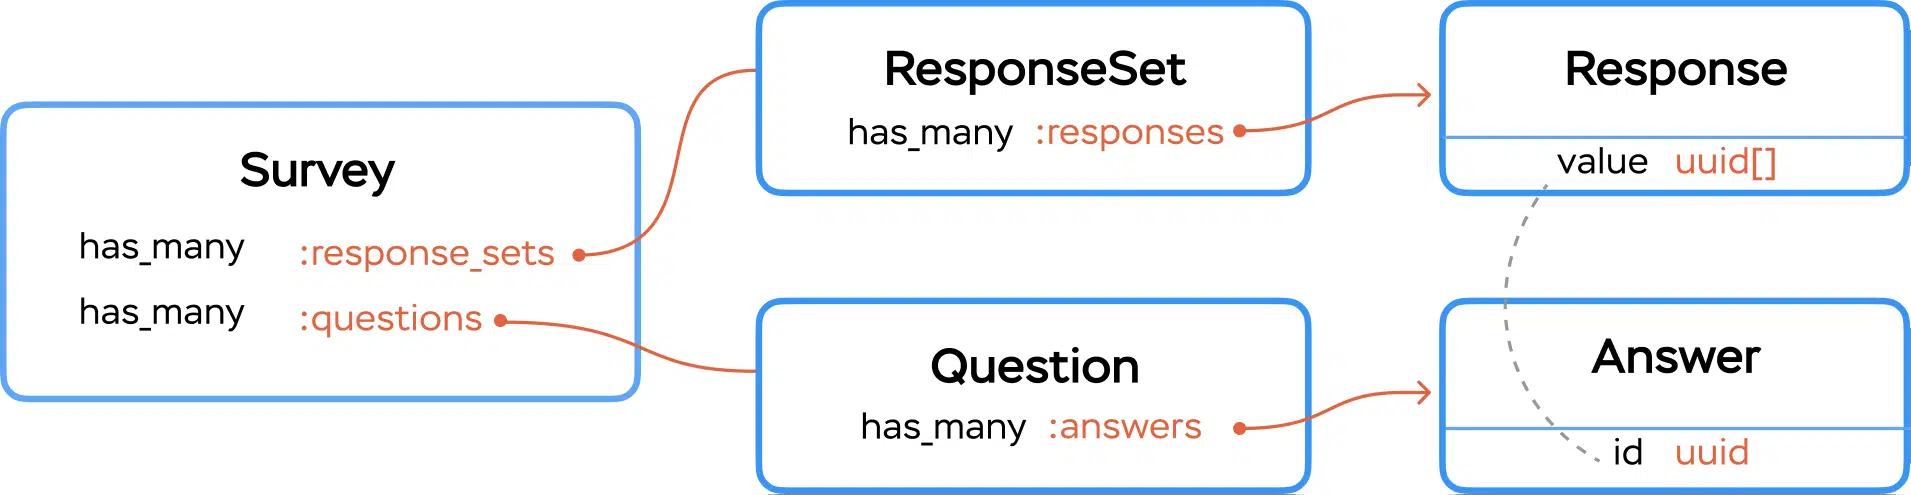 Survey
has_many :response_sets
has_many :questions
ResponseSet
has_many :responses
Response
value uuid[]
Question
has_many :answers
Answer
id uuid